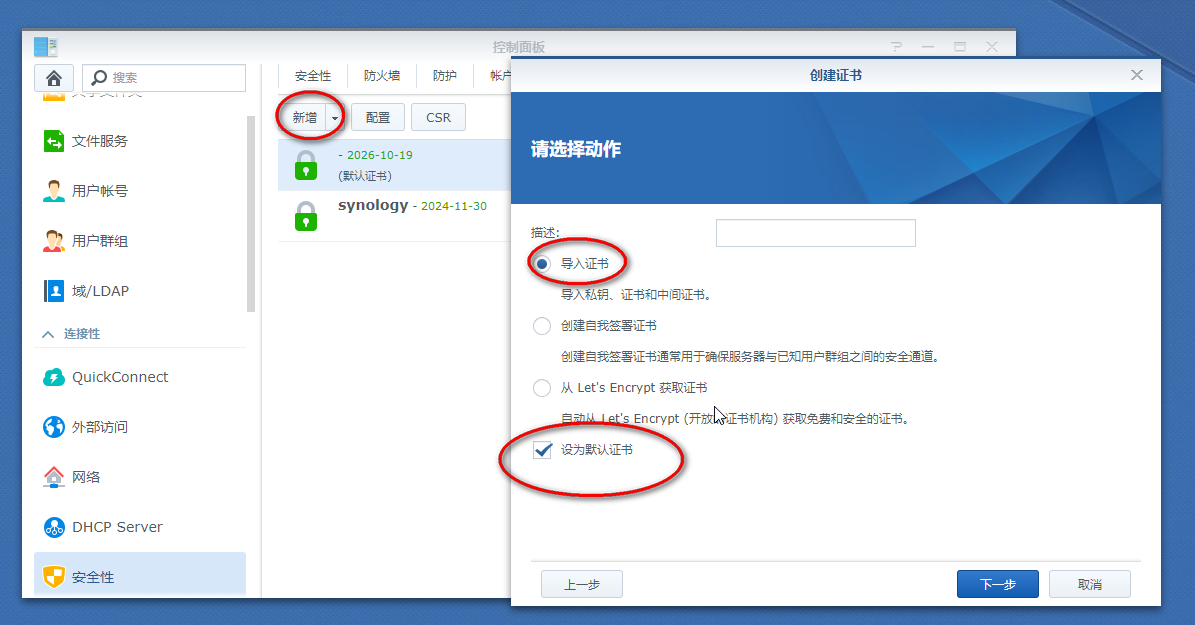 控制面板
搜索
共享文件夹
文件服务
用户帐号
用户群组
域/LDAP
连接性
QuickConnect
外部访问
网络
DHCP Server
安全性
安全性
防火墙
防护
帐户
新增
配置
CSR
- 2026-10-19
(默认证书)
synology - 2024-11-30
创建证书
请选择动作
描述:
导入证书
导入私钥、证书和中间证书。
创建自我签署证书
创建自我签署证书通常用于确保服务器与已知用户群组之间的安全通道。
从 Let's Encrypt 获取证书
自动从 Let's Encrypt (开放的证书机构) 获取免费和安全的证书。
设为默认证书
上一步
下一步
取消